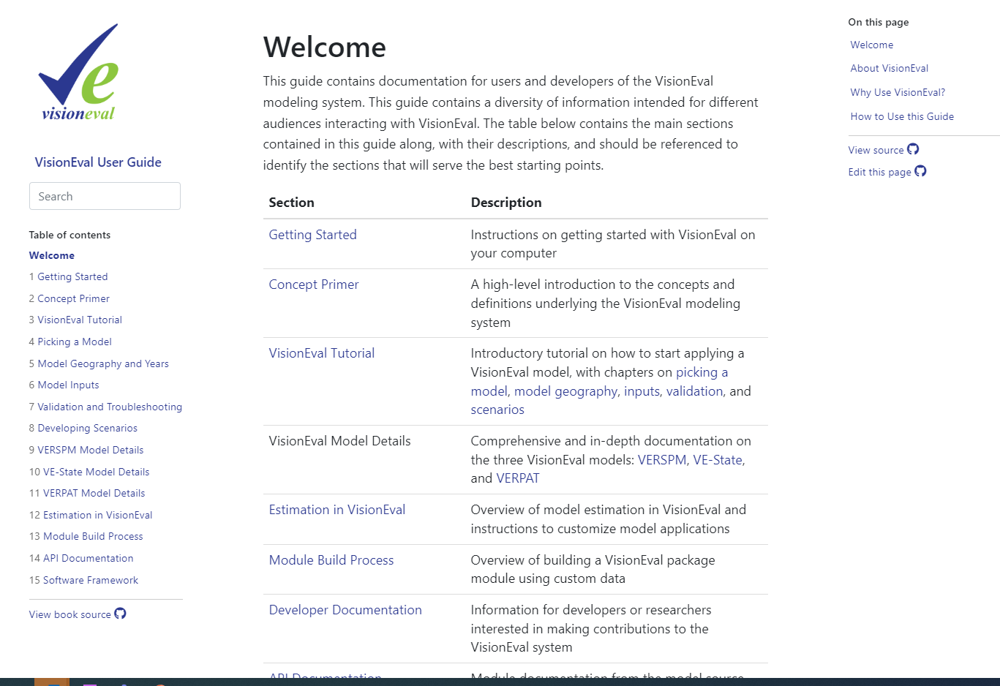 visioneval
VisionEval User Guide
Search
Table of contents
Welcome
1 Getting Started
2 Concept Primer
3 VisionEval Tutorial
4 Picking a Model
5 Model Geography and Years
6 Model Inputs
7 Validation and Troubleshooting
8 Developing Scenarios
9 VERSPM Model Details
10 VE-State Model Details
11 VERPAT Model Details
12 Estimation in VisionEval
13 Module Build Process
14 API Documentation
15 Software Framework
View book source
Welcome
This guide contains documentation for users and developers of the VisionEval
modeling system. This guide contains a diversity of information intended for different
audiences interacting with VisionEval. The table below contains the main sections
contained in this guide along, with their descriptions, and should be referenced to
identify the sections that will serve the best starting points.
Section Description
Getting Started Instructions on getting started with VisionEval on
your computer
Concept Primer A high-level introduction to the concepts and
definitions underlying the VisionEval modeling
system
VisionEval Tutorial Introductory tutorial on how to start applying a
VisionEval model, with chapters on picking a
model, model geography, inputs, validation, and
scenarios
VisionEval Model Details Comprehensive and in-depth documentation on
the three VisionEval models: VERSPM, VE-State,
and VERPAT
Estimation in VisionEval Overview of model estimation in VisionEval and
instructions to customize model applications
Module Build Process Overview of building a VisionEval package
module using custom data
Developer Documentation Information for developers or researchers
interested in making contributions to the
VisionEval system
API Documentation Module documentation from the model source
On this page
Welcome
About VisionEval
Why Use VisionEval?
How to Use this Guide
View source
Edit this page